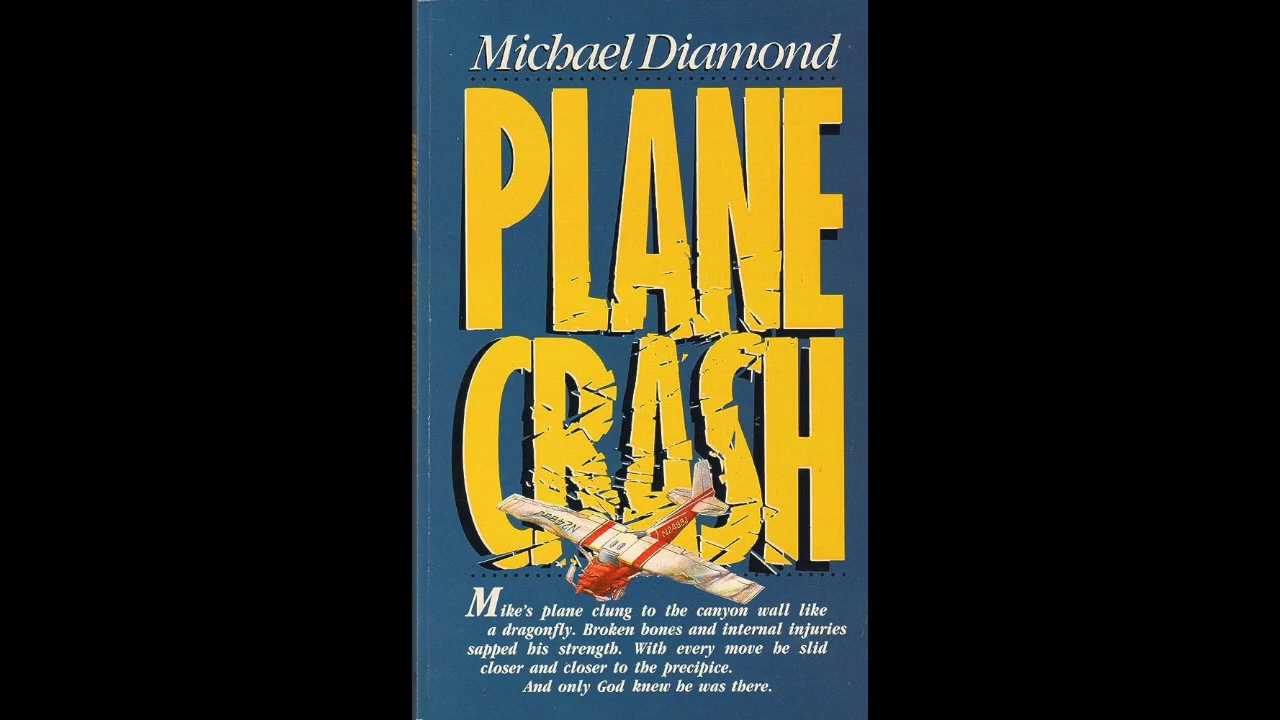 Michael Diamond
PLANE
CRASH
N2489J
N2489J
Mike's plane clung to the canyon wall like
a dragonfly. Broken bones and internal injuries
sapped his strength. With every move he slid
closer and closer to the precipice.
And only God knew he was there.